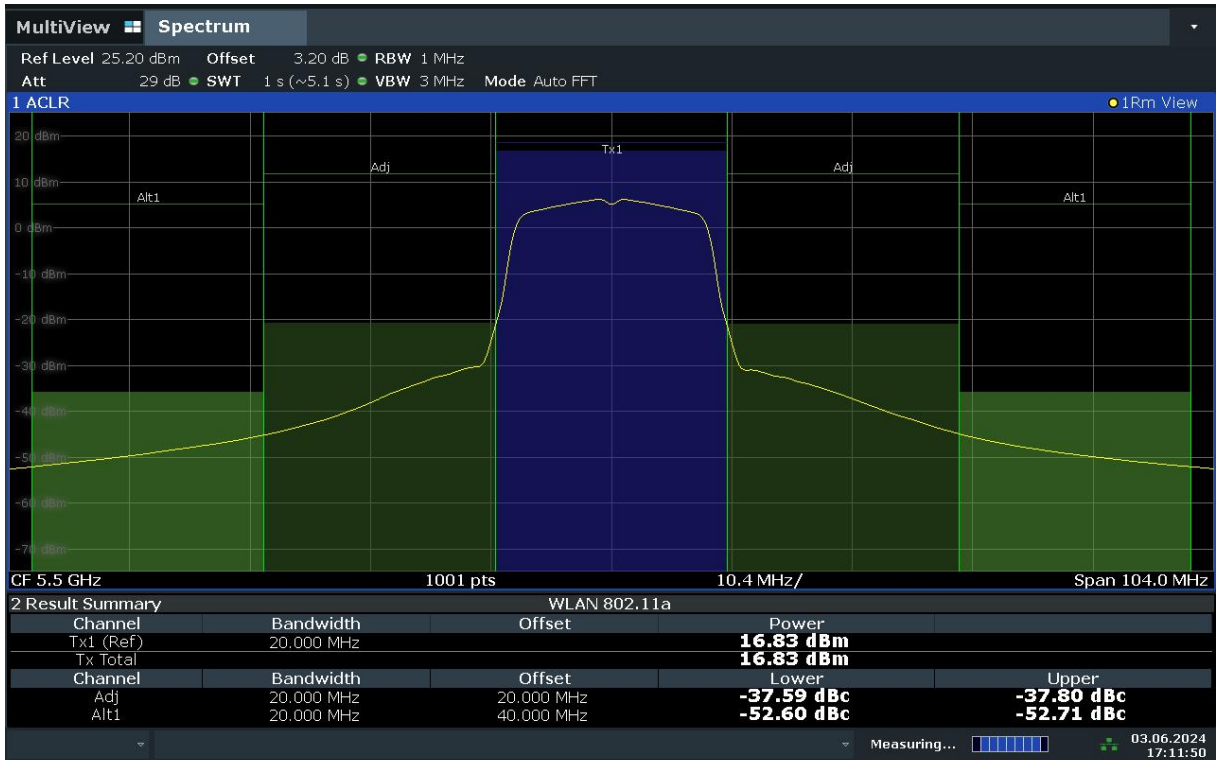 MultiView Spectrum
Ref Level 25.20 dBm Offset 3.20 dB RBW 1 MHz
Att 29 dB SWT 1 s (~5.1 s) VBW 3 MHz Mode Auto FFT
1 ACLR 1Rm View
20 dBm
Tx1
Adj Adj
10 dBm
Alt1 Alt1
0 dBm
-10 dBm
-20 dBm
-30 dBm
-40 dBm
-50 dBm
-60 dBm
-70 dBm
CF 5.5 GHz 1001 pts 10.4 MHz/ Span 104.0 MHz
2 Result Summary WLAN 802.11a
Channel Bandwidth Offset Power
Tx1 (Ref) 20.000 MHz 16.83 dBm
Tx Total 16.83 dBm
Channel Bandwidth Offset Lower Upper
Adj 20.000 MHz 20.000 MHz -37.59 dBc -37.80 dBc
Alt1 20.000 MHz 40.000 MHz -52.60 dBc -52.71 dBc
Measuring... 03.06.2024
17:11:50